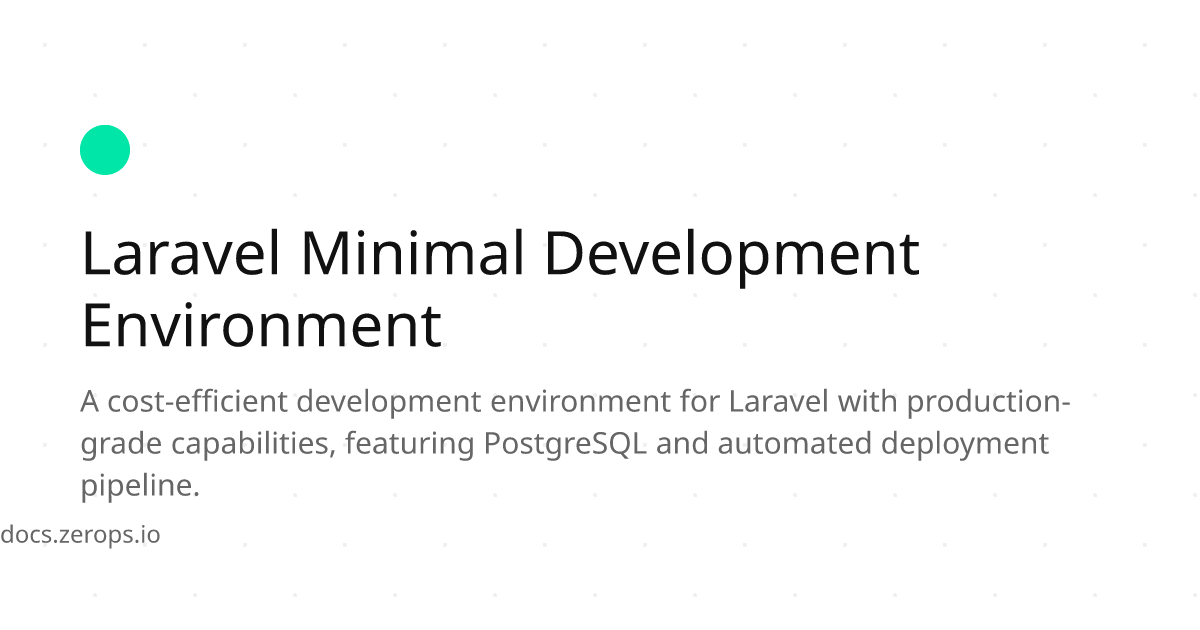 Laravel Minimal Development
Environment
A cost-efficient development environment for Laravel with production-
grade capabilities, featuring PostgreSQL and automated deployment
pipeline.
docs.zerops.io